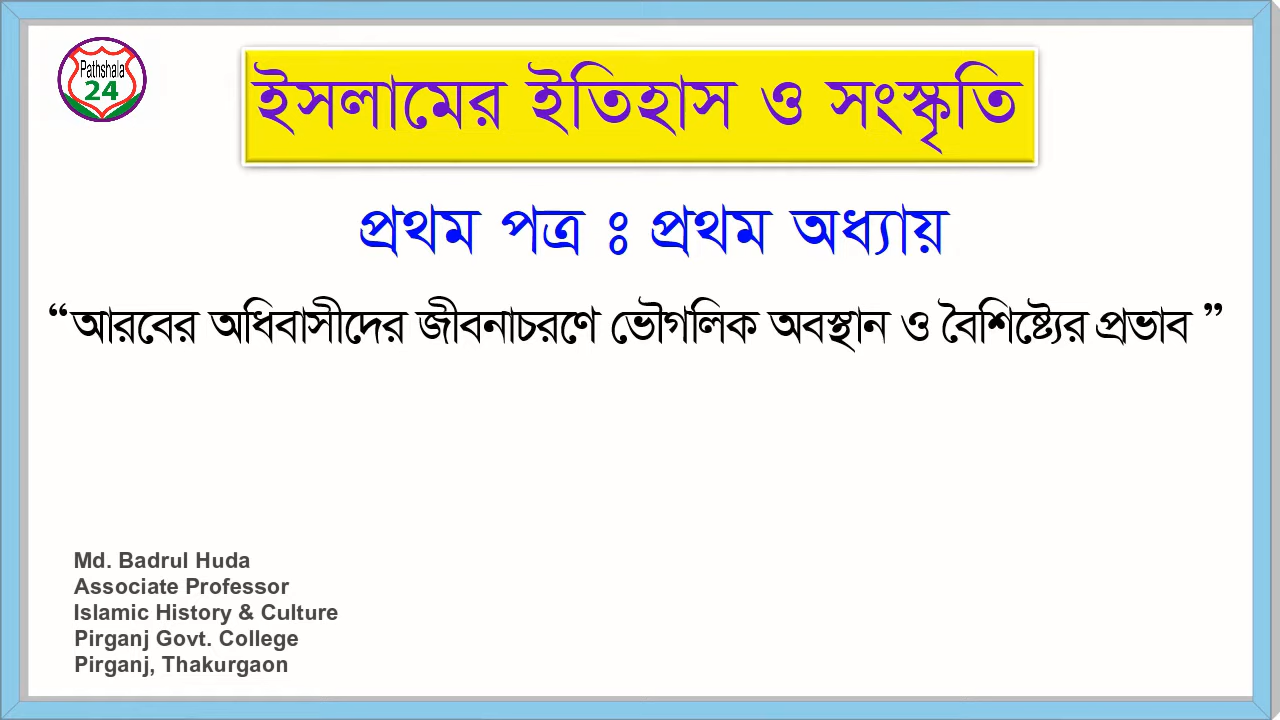 Pathshala
24
ইসলামের ইতিহাস ও সংস্কৃতি
প্রথম পত্র ঃ প্রথম অধ্যায়
“আরবের অধিবাসীদের জীবনাচরণে ভৌগলিক অবস্থান ও বৈশিষ্ট্যের প্রভাব ”
Md. Badrul Huda
Associate Professor
Islamic History & Culture
Pirganj Govt. College
Pirganj, Thakurgaon